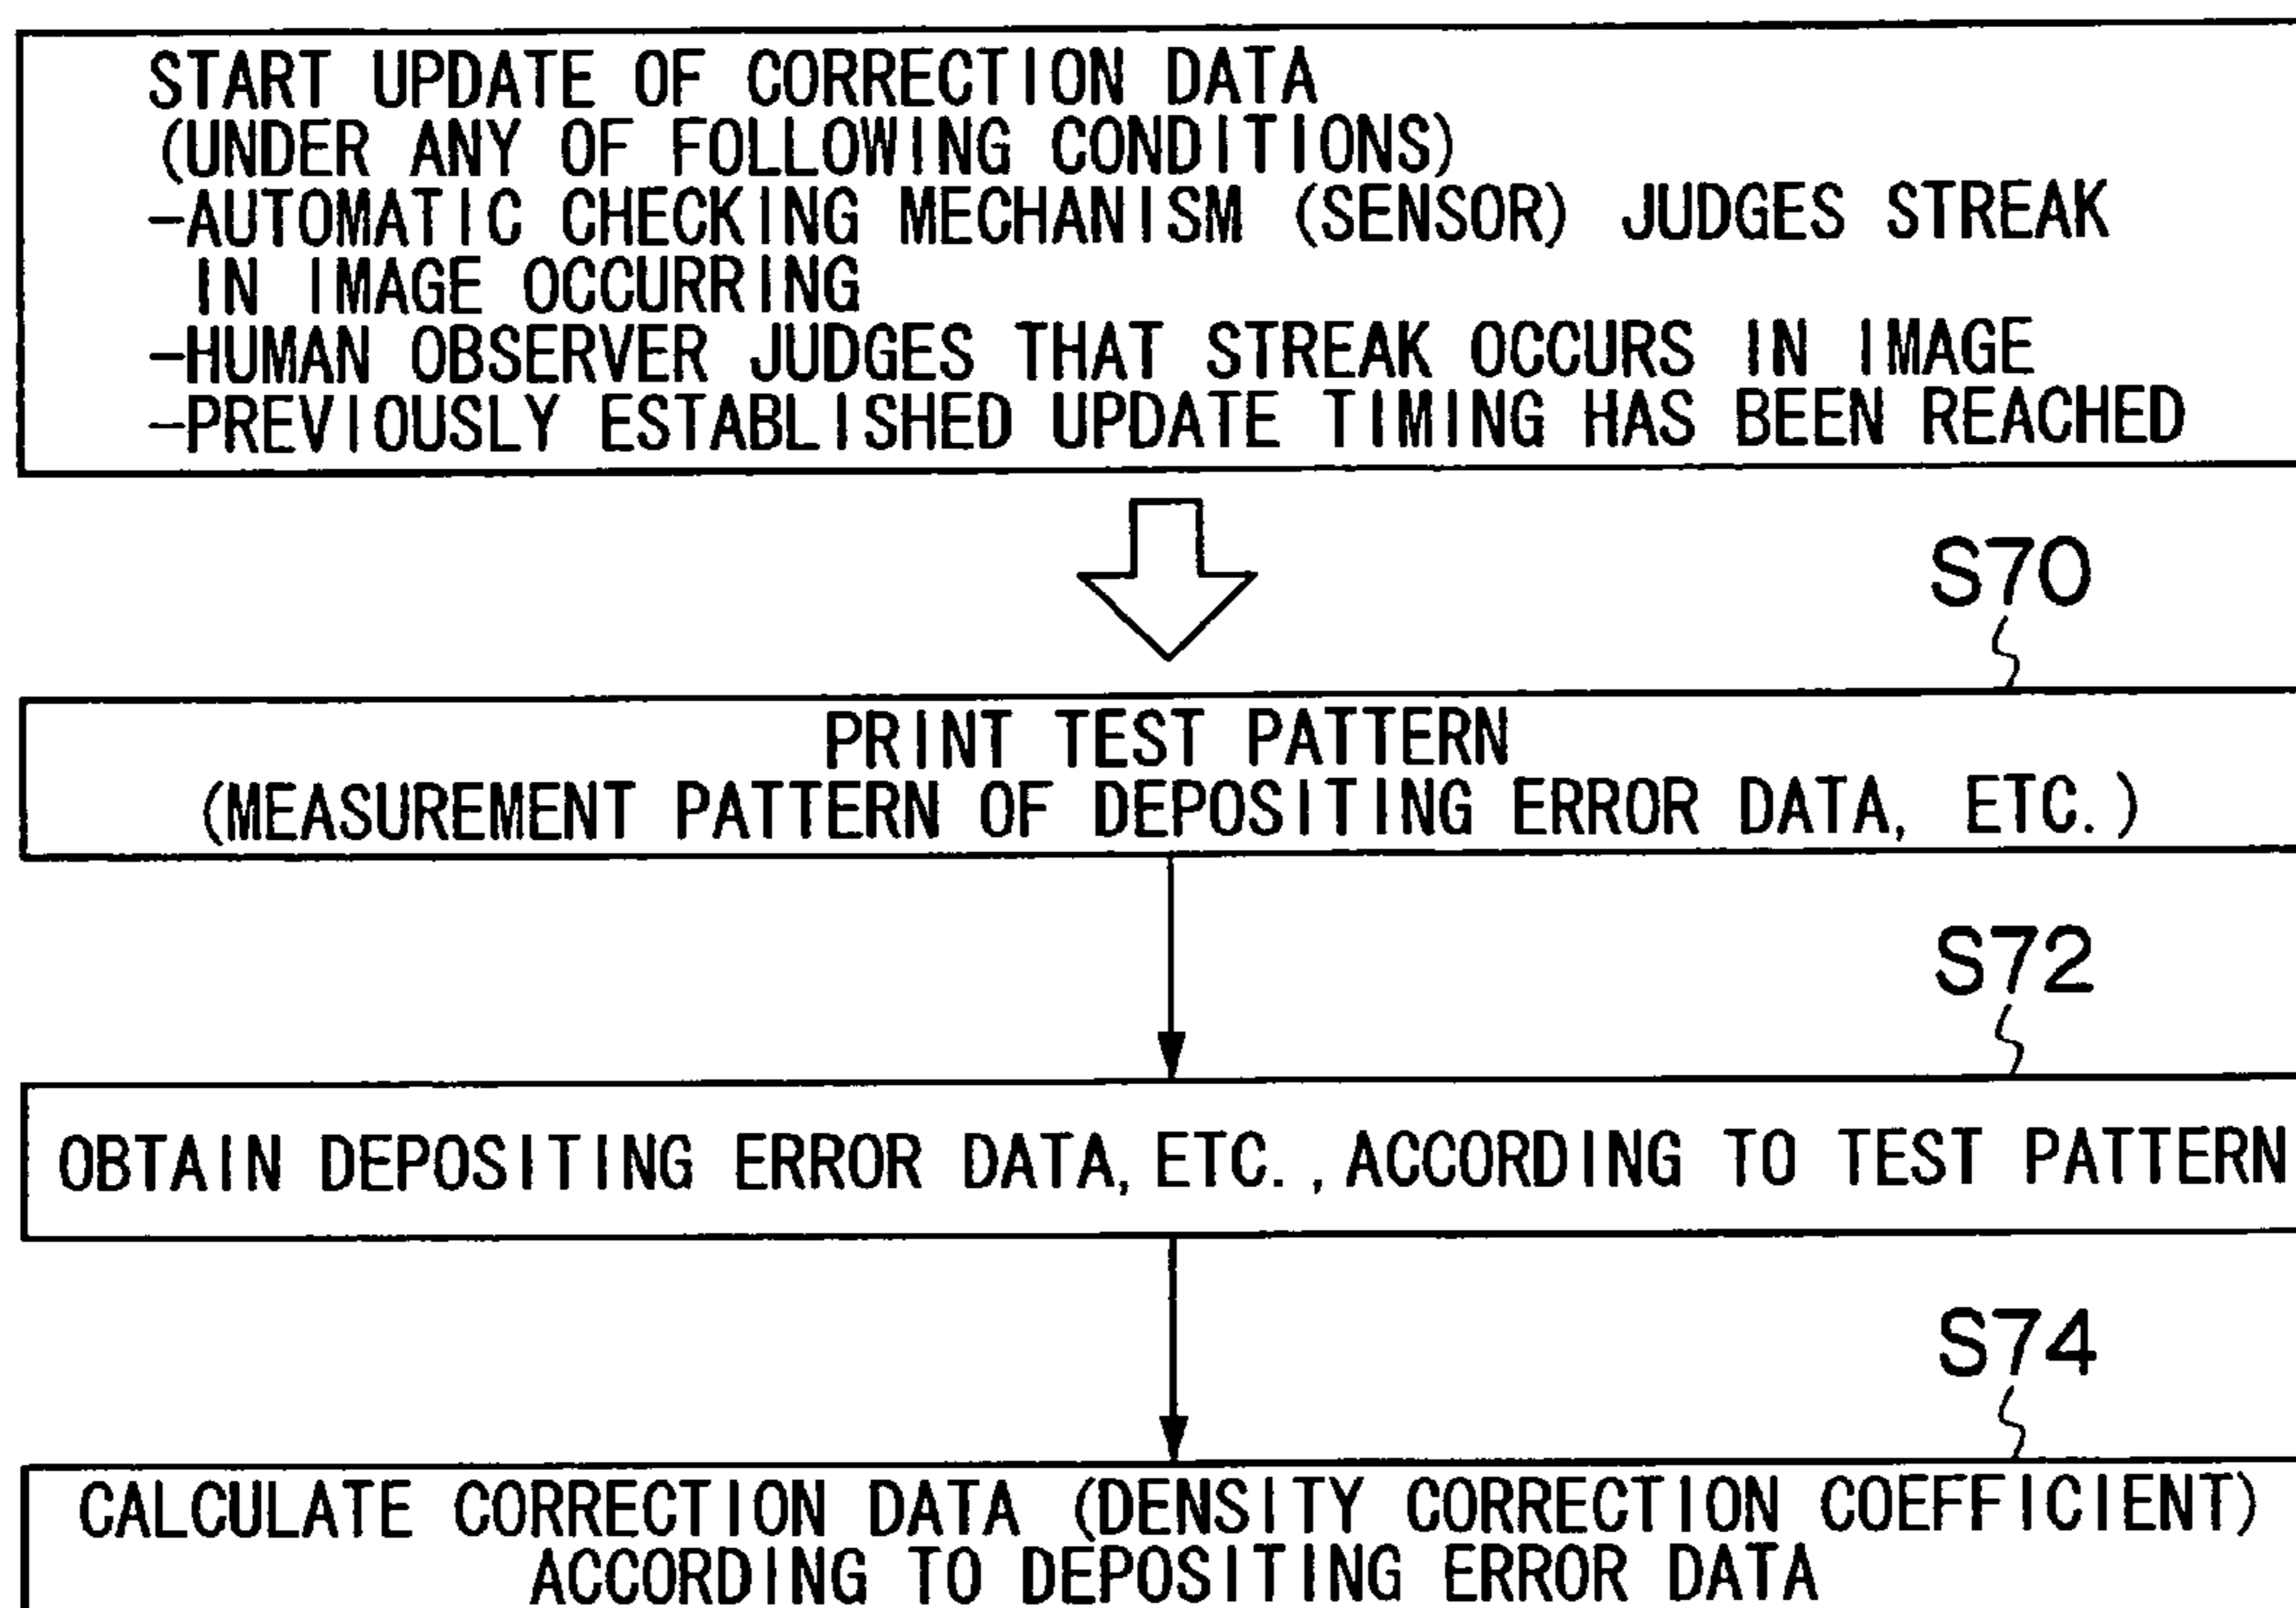 START UPDATE OF CORRECTION DATA
(UNDER ANY OF FOLLOWING CONDITIONS)
-AUTOMATIC CHECKING MECHANISM (SENSOR) JUDGES STREAK
IN IMAGE OCCURRING
-HUMAN OBSERVER JUDGES THAT STREAK OCCURS IN IMAGE
-PREVIOUSLY ESTABLISHED UPDATE TIMING HAS BEEN REACHED
S70
PRINT TEST PATTERN
(MEASUREMENT PATTERN OF DEPOSITING ERROR DATA, ETC.)
S72
OBTAIN DEPOSITING ERROR DATA, ETC., ACCORDING TO TEST PATTERN
S74
CALCULATE CORRECTION DATA (DENSITY CORRECTION COEFFICIENT)
ACCORDING TO DEPOSITING ERROR DATA